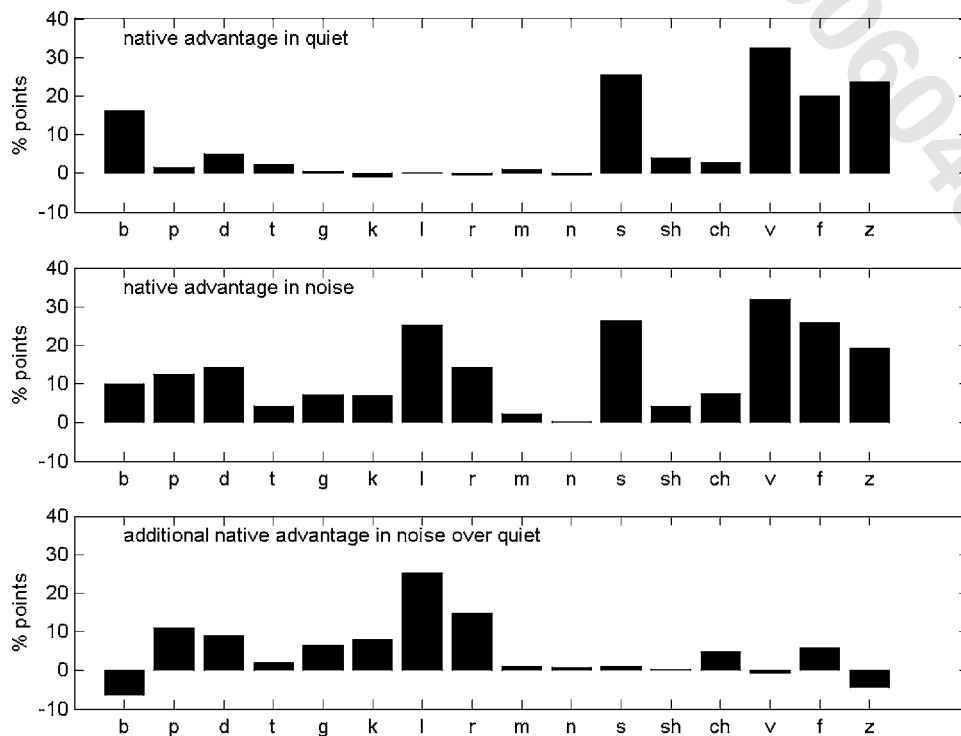 40
native advantage in quiet
30
20
10
0
-10
% points
b p d t g k l r m n s sh ch v f z
40
native advantage in noise
30
20
10
0
-10
% points
b p d t g k l r m n s sh ch v f z
40
additional native advantage in noise over quiet
30
20
10
0
-10
% points
b p d t g k l r m n s sh ch v f z